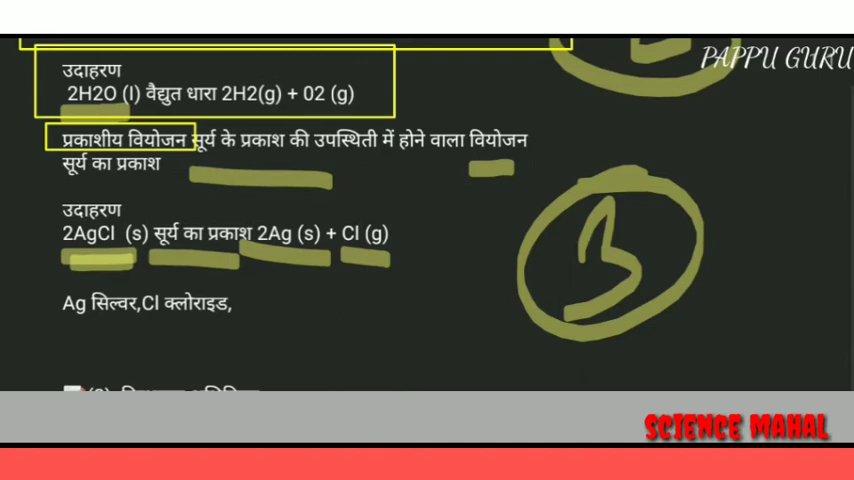 PAPPU GURU
उदाहरण
2H2O (l) वैद्युत धारा 2H2(g) + 02 (g)
प्रकाशीय वियोजन सूर्य के प्रकाश की उपस्थिती में होने वाला वियोजन
सूर्य का प्रकाश
उदाहरण
2AgCl (s) सूर्य का प्रकाश 2Ag (s) + Cl (g)
Ag सिल्वर,Cl क्लोराइड,
SCIENCE MAHAL